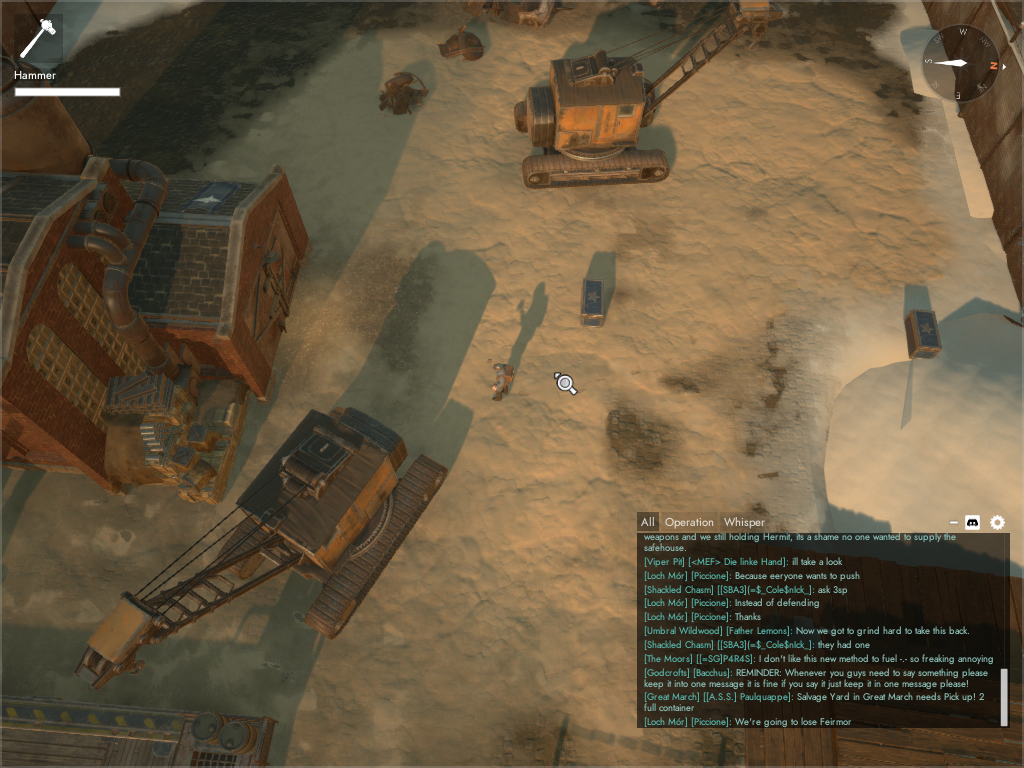 Hammer
W
N
S
E
All Operation Whisper
weapons and we still holding Hermit, its a shame no one wanted to supply the
safehouse.
[Viper Pit] [<MEF> Die linke Hand]: ill take a look
[Loch Mór] [Piccione]: Because eeryone wants to push
[Shackled Chasm] [[SBA3](=$_Cole$nIck_]: ask 3sp
[Loch Mór] [Piccione]: Instead of defending
[Loch Mór] [Piccione]: Thanks
[Umbral Wildwood] [Father Lemons]: Now we got to grind hard to take this back.
[Shackled Chasm] [[SBA3](=$_Cole$nIck_]: they had one
[The Moors] [[=SG]P4R4S]: I don't like this new method to fuel -.- so freaking annoying
[Godcrofts] [Bacchus]: REMINDER: Whenever you guys need to say something please
keep it into one message it is fine if you say it just keep it in one message please!
[Great March] [[A.S.S.] Paulquappe]: Salvage Yard in Great March needs Pick up! 2
full container
[Loch Mór] [Piccione]: We're going to lose Feirmor